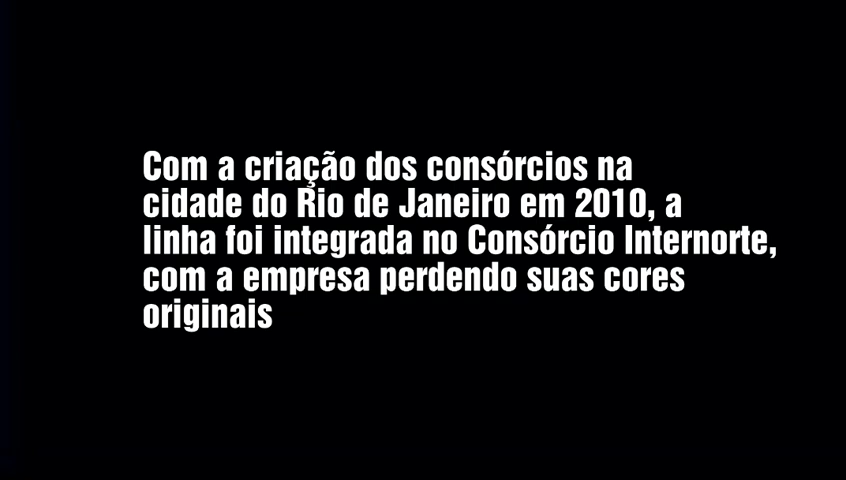 Com a criação dos consórcios na
cidade do Rio de Janeiro em 2010, a
linha foi integrada no Consórcio Internorte,
com a empresa perdendo suas cores
originais